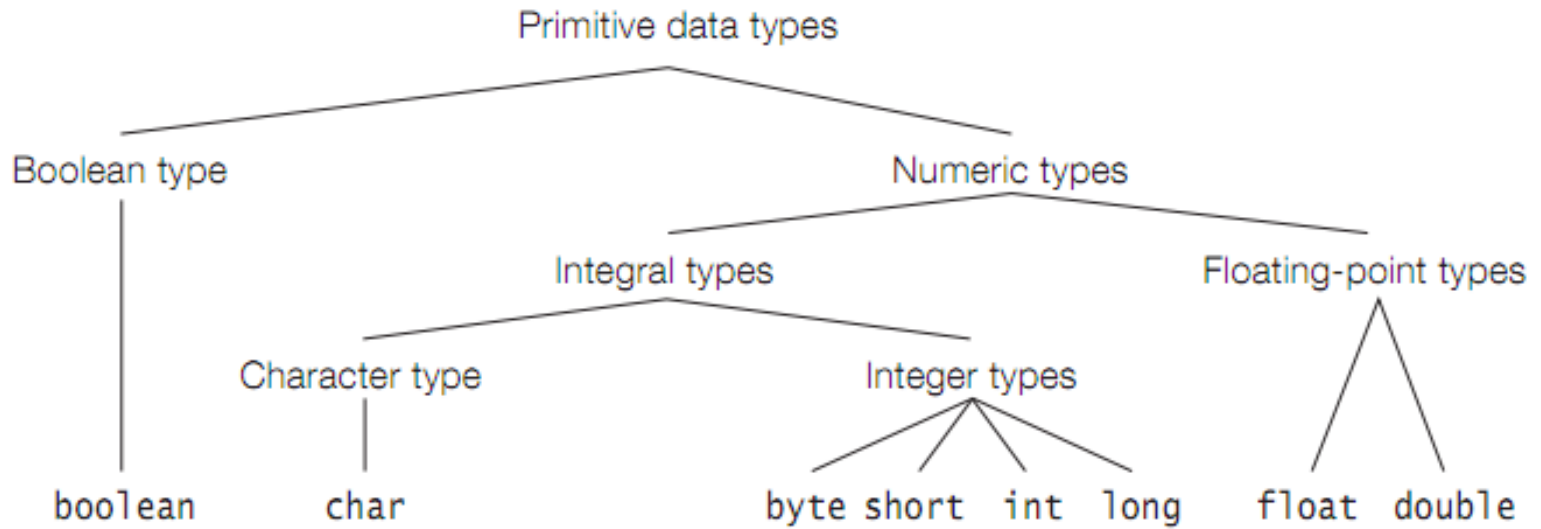 Primitive data types
Boolean type Numeric types
Integral types Floating-point types
Character type Integer types
boolean char byte short int long float double